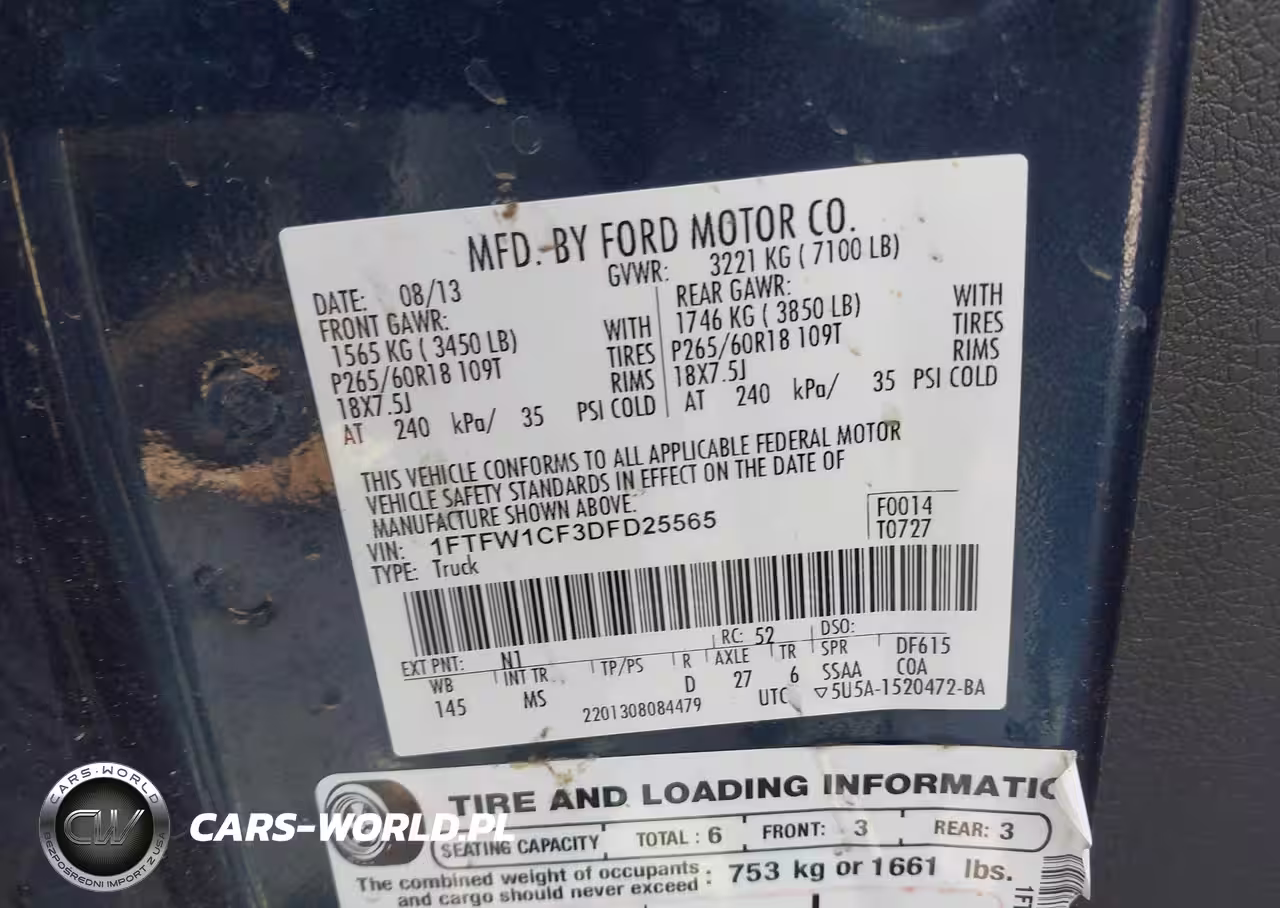 MFD. BY FORD MOTOR CO.
DATE: 08/13 GVWR: 3221 KG ( 7100 LB)
FRONT GAWR: REAR GAWR:
1565 KG ( 3450 LB) WITH 1746 KG ( 3850 LB) WITH
P265/60R18 109T TIRES P265/60R18 109T TIRES
18X7.5J RIMS 18X7.5J RIMS
AT 240 kPa/ 35 PSI COLD AT 240 kPa/ 35 PSI COLD
THIS VEHICLE CONFORMS TO ALL APPLICABLE FEDERAL MOTOR
VEHICLE SAFETY STANDARDS IN EFFECT ON THE DATE OF
MANUFACTURE SHOWN ABOVE.
VIN: 1FTFW1CF3DFD25565 F0014
TYPE: Truck T0727
EXT PNT: N1 RC: 52 DSO:
WB INT TR TP/PS R AXLE TR SPR DF615
145 MS D 27 6 SSAA COA
2201308084479 UTC ▽5U5A-1520472-BA
TIRE AND LOADING INFORMATIO
SEATING CAPACITY TOTAL : 6 FRONT: 3 REAR: 3
The combined weight of occupants : 753 kg or 1661 lbs.
and cargo should never exceed
1FT
CARS-WORLD
CW
BEZPOŚREDNI IMPORT Z USA
CARS-WORLD.PL